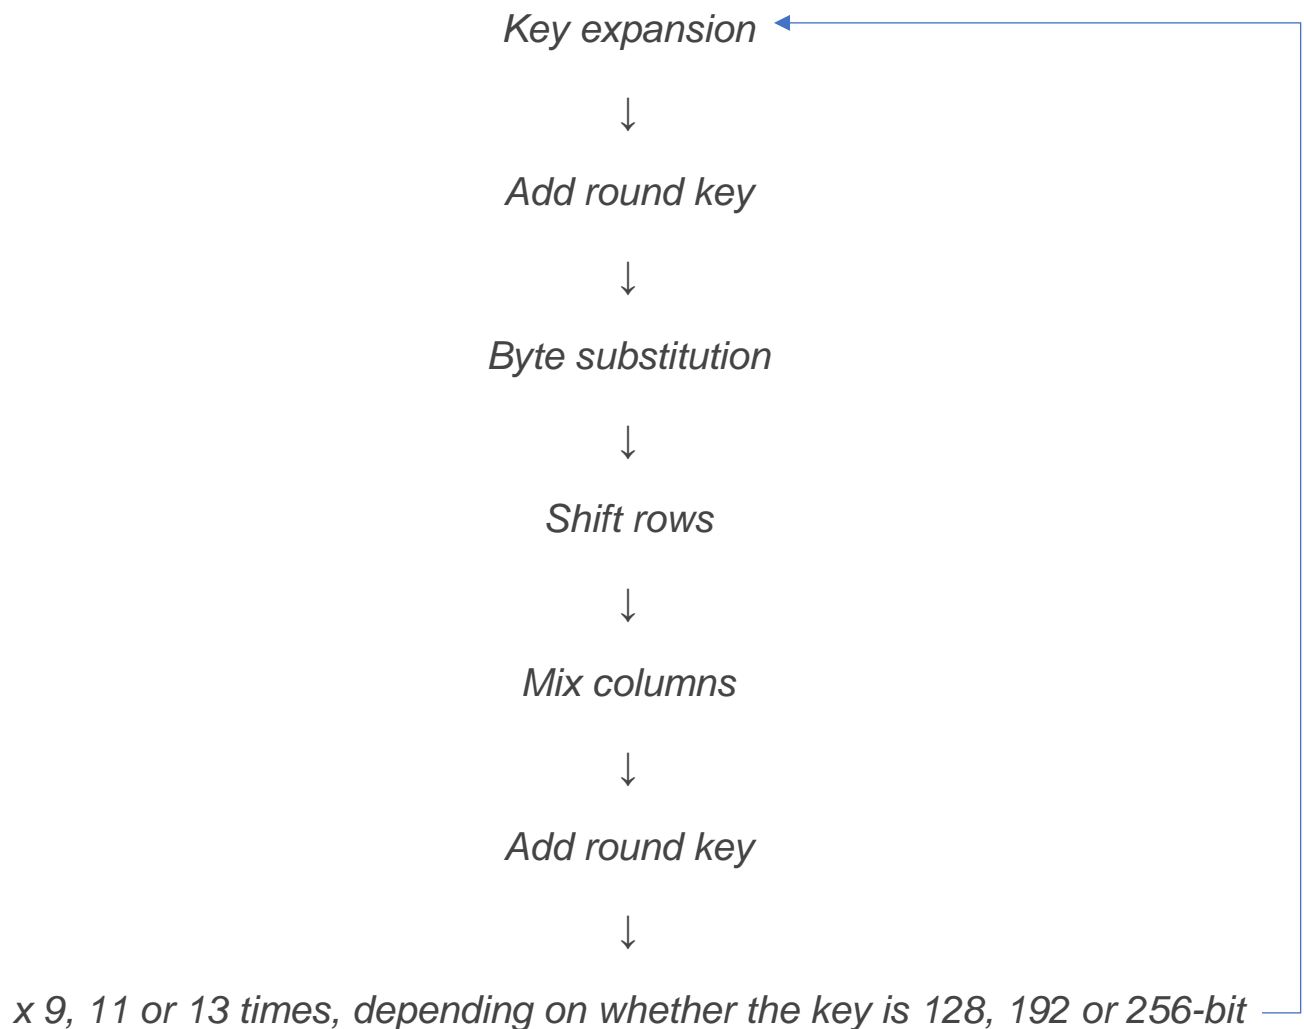 Key expansion
↓
Add round key
↓
Byte substitution
↓
Shift rows
↓
Mix columns
↓
Add round key
↓
x 9, 11 or 13 times, depending on whether the key is 128, 192 or 256-bit